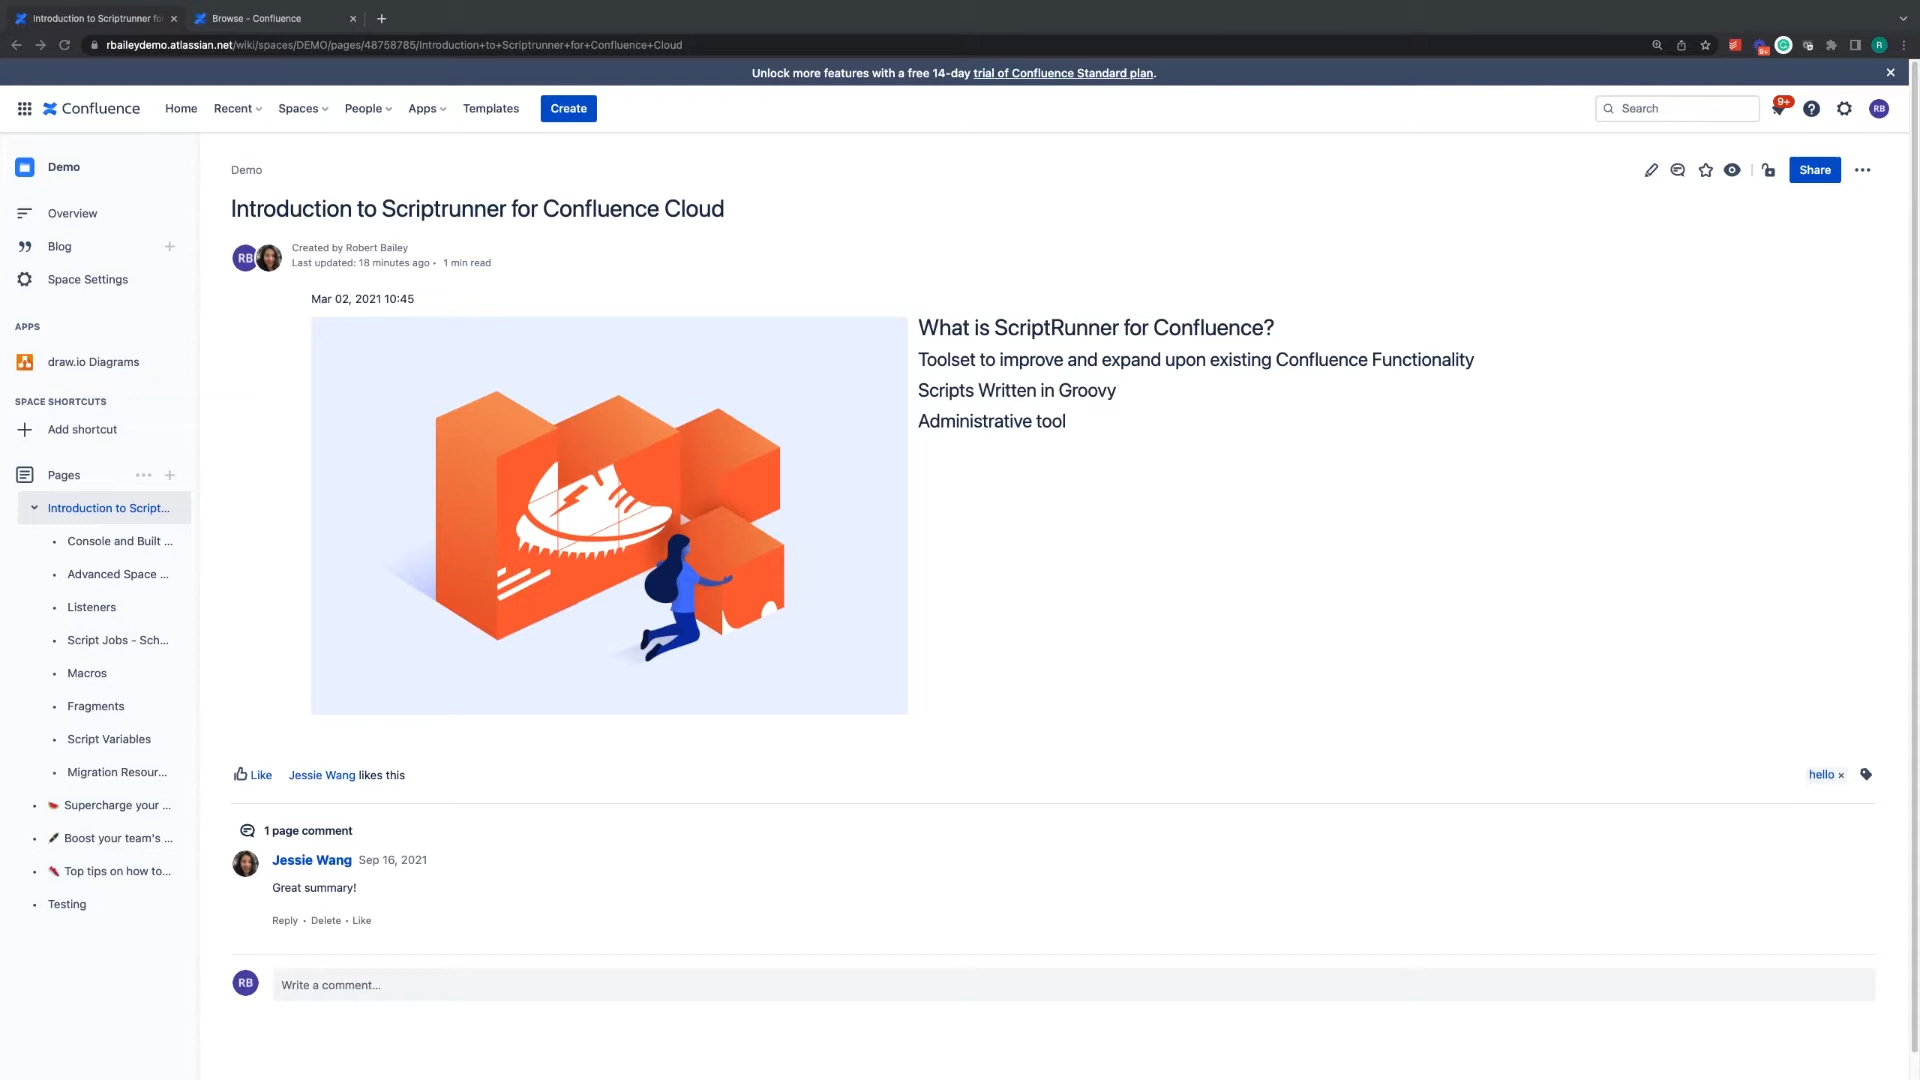 Introduction to Scriptrunner fo
Browse - Confluence
rbaileydemo.atlassian.net/wiki/spaces/DEMO/pages/48758785/Introduction+to+Scriptrunner+for+Confluence+Cloud
9+
R
Unlock more features with a free 14-day trial of Confluence Standard plan.
Confluence
Home
Recent
Spaces
People
Apps
Templates
Create
Search
9+
RB
Demo
Overview
Blog
Space Settings
APPS
draw.io Diagrams
SPACE SHORTCUTS
Add shortcut
Pages
Introduction to Script...
Console and Built ...
Advanced Space ...
Listeners
Script Jobs - Sch...
Macros
Fragments
Script Variables
Migration Resour...
Supercharge your ...
Boost your team's ...
Top tips on how to...
Testing
Demo
Share
Introduction to Scriptrunner for Confluence Cloud
RB
Created by Robert Bailey
Last updated: 18 minutes ago • 1 min read
Mar 02, 2021 10:45
What is ScriptRunner for Confluence?
Toolset to improve and expand upon existing Confluence Functionality
Scripts Written in Groovy
Administrative tool
Like
Jessie Wang likes this
hello ×
1 page comment
Jessie Wang Sep 16, 2021
Great summary!
Reply • Delete • Like
RB
Write a comment...